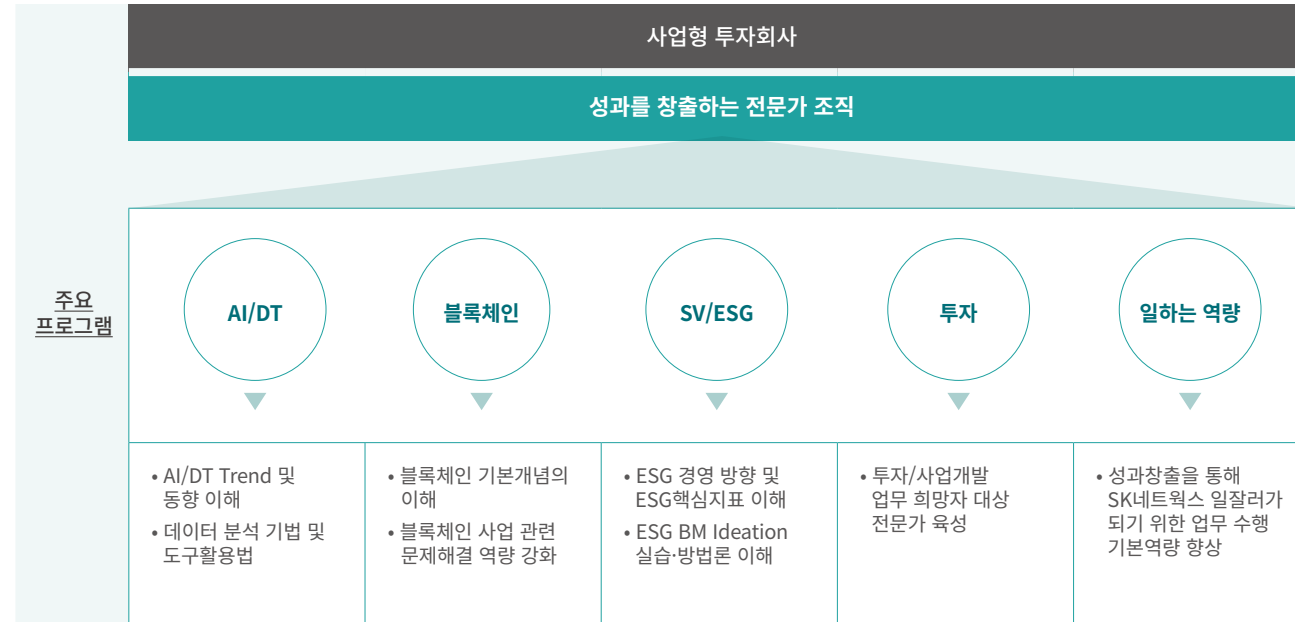 사업형 투자회사
성과를 창출하는 전문가 조직
주요
프로그램
AI/DT
블록체인
SV/ESG
투자
일하는 역량
• AI/DT Trend 및
동향 이해
• 데이터 분석 기법 및
도구활용법
• 블록체인 기본개념의
이해
• 블록체인 사업 관련
문제해결 역량 강화
• ESG 경영 방향 및
ESG핵심지표 이해
• ESG BM Ideation
실습·방법론 이해
• 투자/사업개발
업무 희망자 대상
전문가 육성
• 성과창출을 통해
SK네트웍스 일잘러가
되기 위한 업무 수행
기본역량 향상